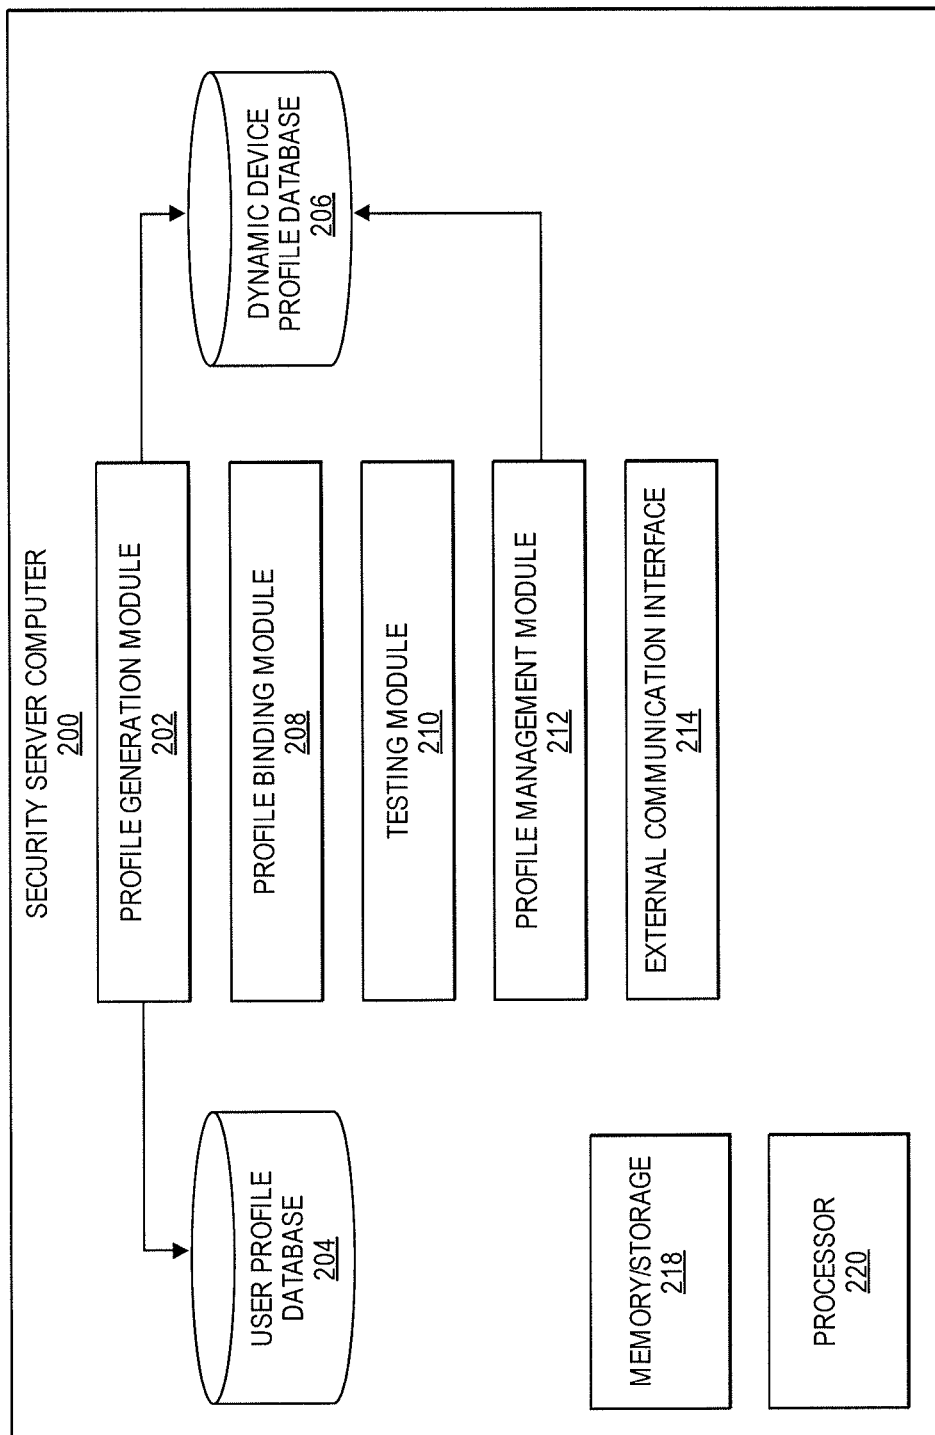 SECURITY SERVER COMPUTER
200
PROFILE GENERATION MODULE
202
USER PROFILE
DATABASE
204
DYNAMIC DEVICE
PROFILE DATABASE
206
PROFILE BINDING MODULE
208
TESTING MODULE
210
PROFILE MANAGEMENT MODULE
212
EXTERNAL COMMUNICATION INTERFACE
214
MEMORY/STORAGE
218
PROCESSOR
220